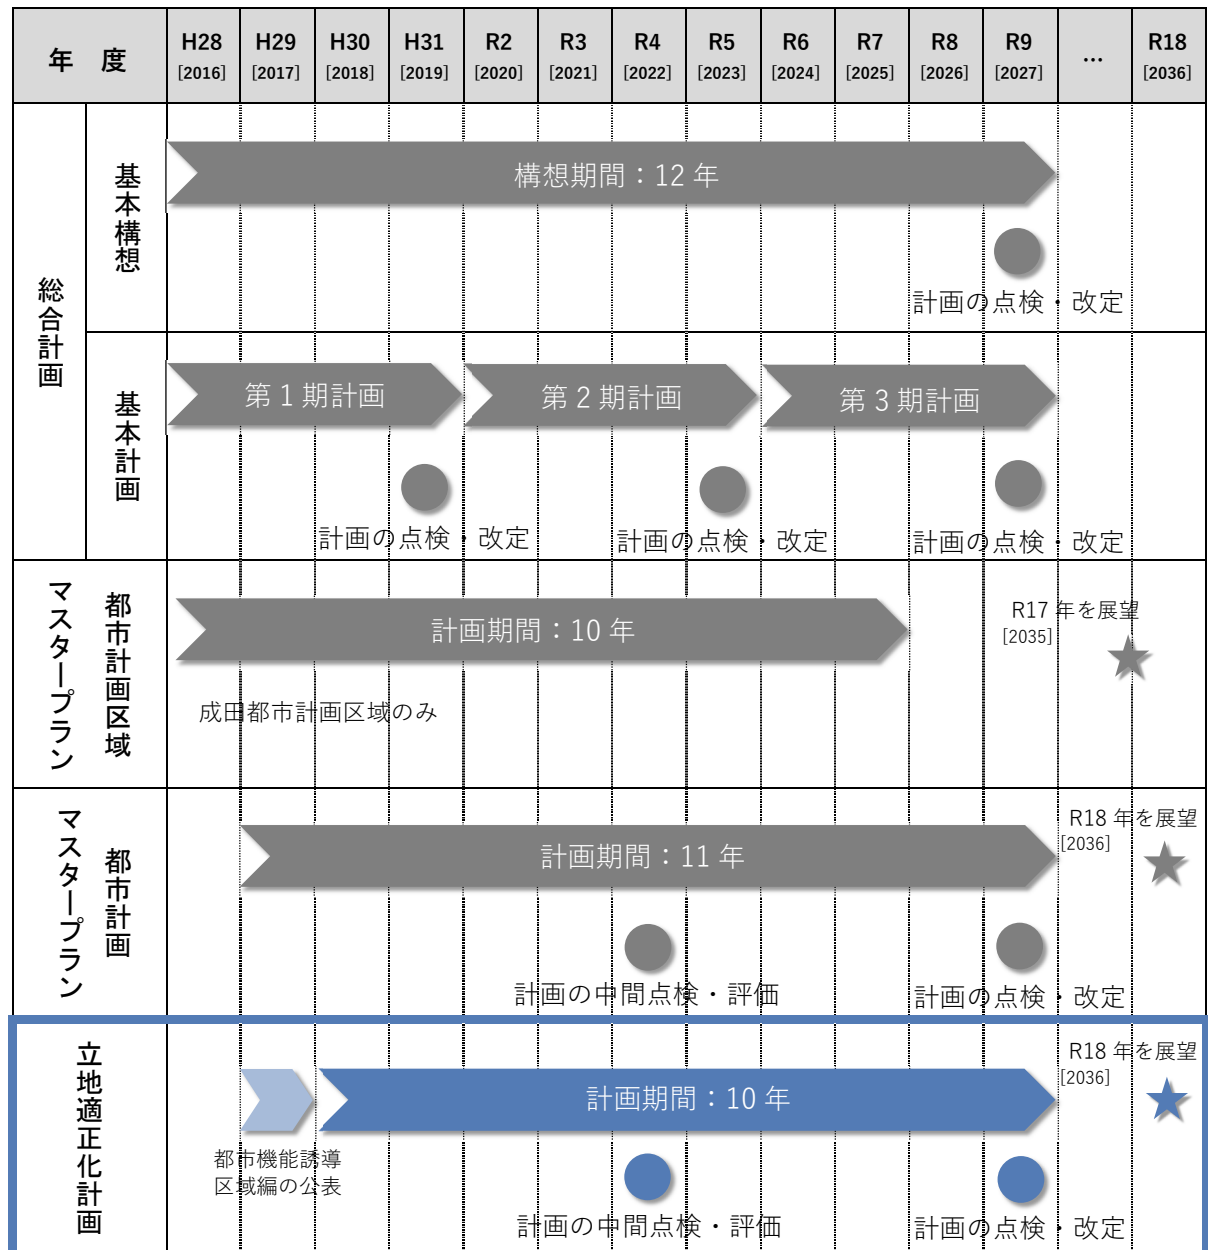 年 度
H28 H29 H30 H31 R2 R3 R4 R5 R6 R7 R8 R9 … R18
[2016] [2017] [2018] [2019] [2020] [2021] [2022] [2023] [2024] [2025] [2026] [2027] [2036]
総合計画
基本構想
構想期間：12 年
計画の点検・改定
基本計画
第 1 期計画
第 2 期計画
第 3 期計画
計画の点検・改定
計画の点検・改定
計画の点検・改定
都市計画区域
マスタープラン
計画期間：10 年
成田都市計画区域のみ
R17 年を展望
[2035]
都市計画
マスタープラン
計画期間：11 年
R18 年を展望
[2036]
計画の中間点検・評価
計画の点検・改定
立地適正化計画
計画期間：10 年
R18 年を展望
[2036]
都市機能誘導
区域編の公表
計画の中間点検・評価
計画の点検・改定